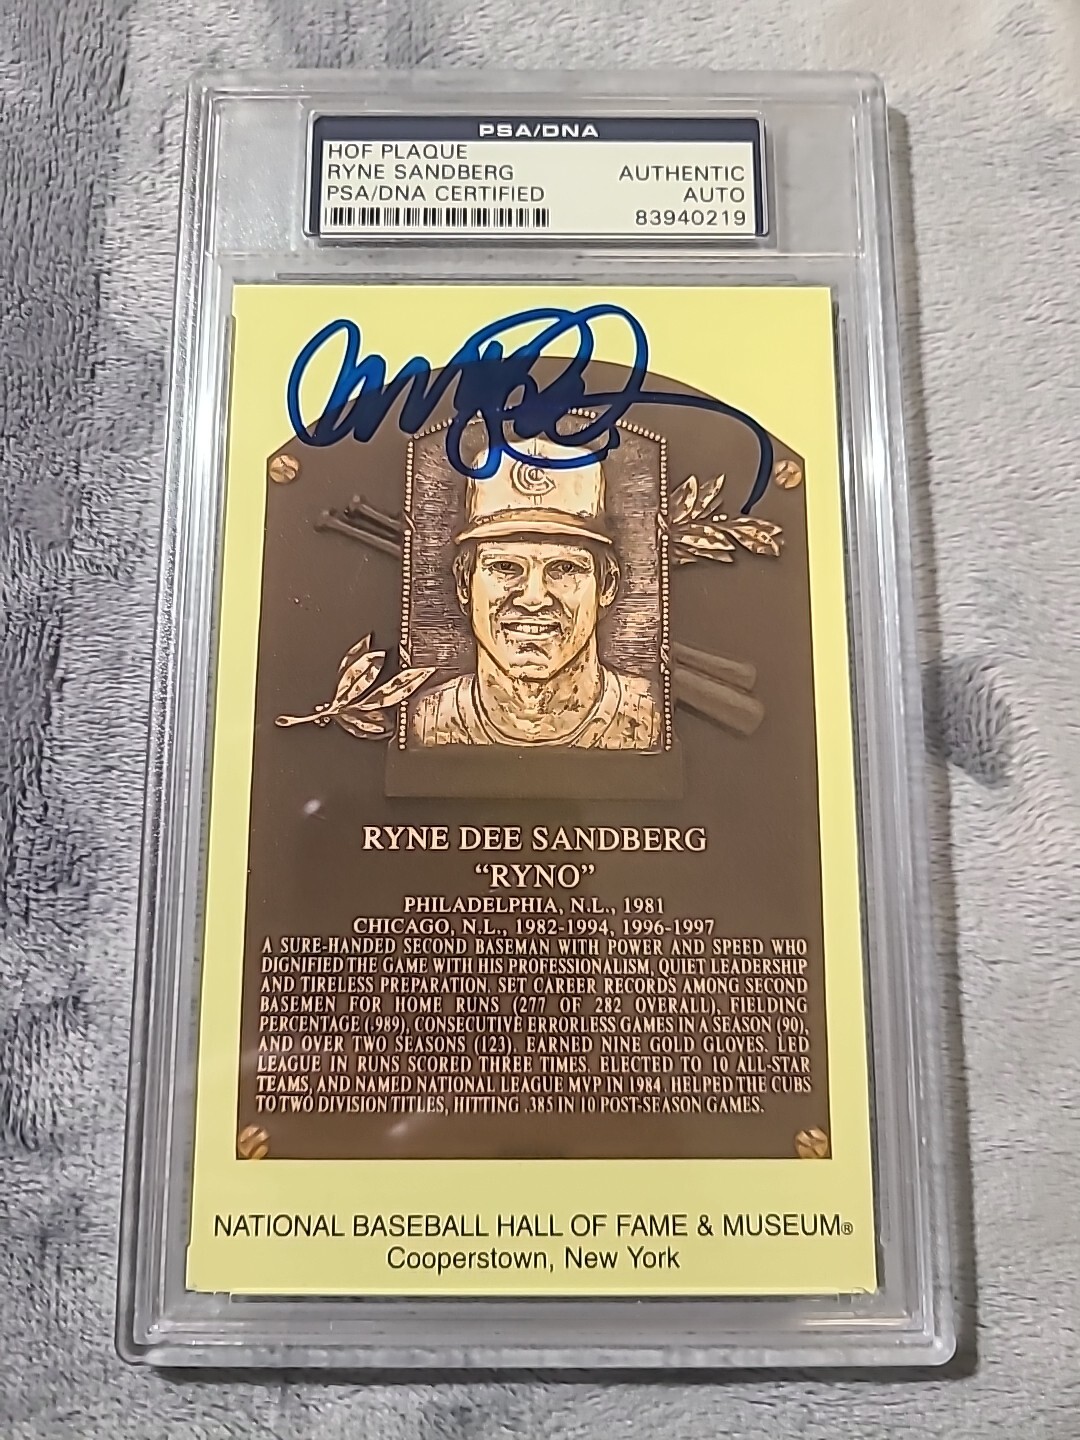 PSA/DNA
HOF PLAQUE
RYNE SANDBERG
PSA/DNA CERTIFIED
AUTHENTIC
AUTO
83940219
RYNE DEE SANDBERG
“RYNO”
PHILADELPHIA, N.L., 1981
CHICAGO, N.L., 1982-1994, 1996-1997
A SURE-HANDED SECOND BASEMAN WITH POWER AND SPEED WHO
DIGNIFIED THE GAME WITH HIS PROFESSIONALISM, QUIET LEADERSHIP
AND TIRELESS PREPARATION. SET CAREER RECORDS AMONG SECOND
BASEMEN FOR HOME RUNS (277 OF 282 OVERALL), FIELDING
PERCENTAGE (.989), CONSECUTIVE ERRORLESS GAMES IN A SEASON (90),
AND OVER TWO SEASONS (123). EARNED NINE GOLD GLOVES. LED
LEAGUE IN RUNS SCORED THREE TIMES. ELECTED TO 10 ALL-STAR
TEAMS, AND NAMED NATIONAL LEAGUE MVP IN 1984. HELPED THE CUBS
TO TWO DIVISION TITLES, HITTING .385 IN 10 POST-SEASON GAMES.
NATIONAL BASEBALL HALL OF FAME & MUSEUM®
Cooperstown, New York